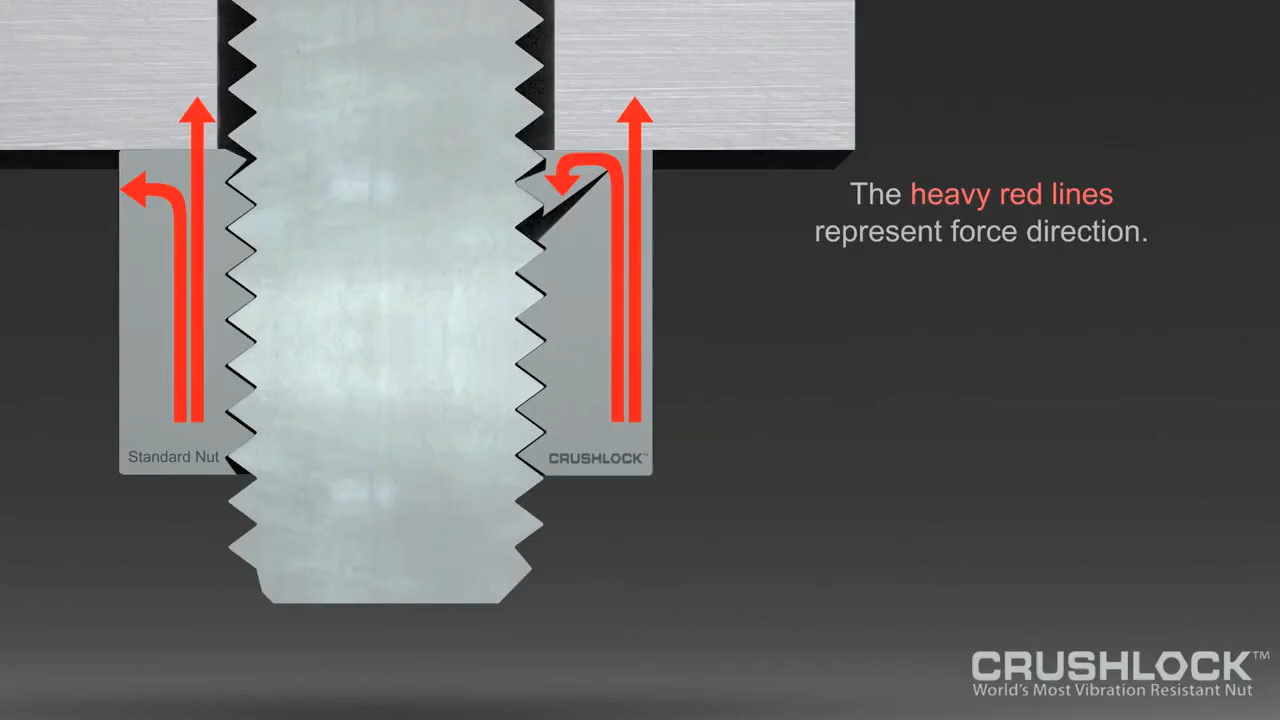 The heavy red lines
represent force direction.
Standard Nut
CRUSHLOCK™
CRUSHLOCK™
World's Most Vibration Resistant Nut